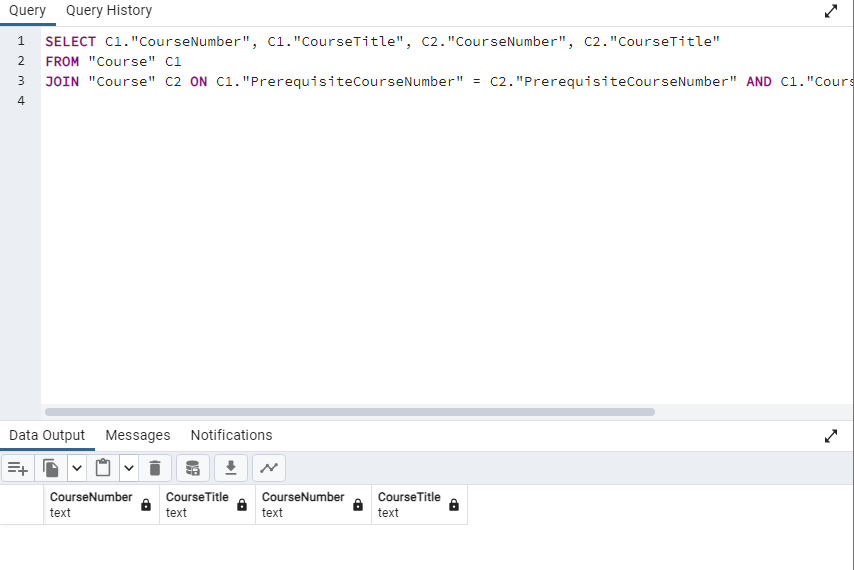 Query Query History
1 SELECT C1."CourseNumber", C1."CourseTitle", C2."CourseNumber", C2."CourseTitle"
2 FROM "Course" C1
3 JOIN "Course" C2 ON C1."PrerequisiteCourseNumber" = C2."PrerequisiteCourseNumber" AND C1."Cours
4
Data Output Messages Notifications
CourseNumber CourseTitle CourseNumber CourseTitle
text text text text